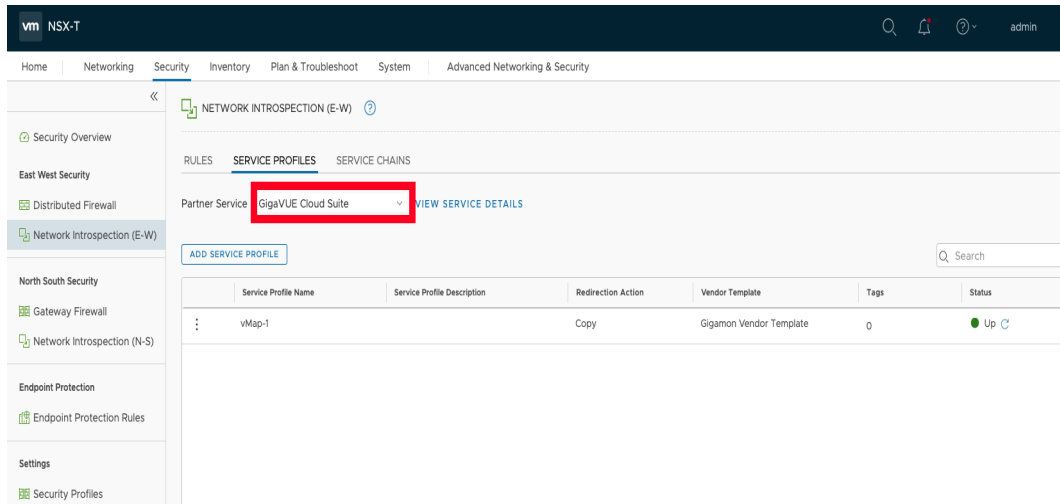 vm NSX-T
admin
Home Networking Security Inventory Plan & Troubleshoot System Advanced Networking & Security
«
NETWORK INTROSPECTION (E-W) ?
Security Overview
RULES SERVICE PROFILES SERVICE CHAINS
East West Security
Distributed Firewall
Partner Service GigaVUE Cloud Suite VIEW SERVICE DETAILS
Network Introspection (E-W)
ADD SERVICE PROFILE
Search
North South Security
Service Profile Name Service Profile Description Redirection Action Vendor Template Tags Status
Gateway Firewall
vMap-1 Copy Gigamon Vendor Template 0 Up
Network Introspection (N-S)
Endpoint Protection
Endpoint Protection Rules
Settings
Security Profiles